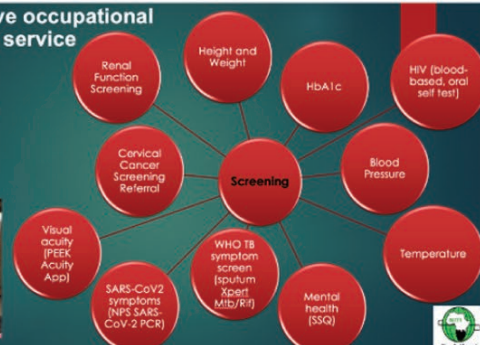 ve occupational
service
Renal
Function
Screening
Height and
Weight
HbA1c
HIV (blood-
based, oral
self test)
Cervical
Cancer
Screening
Referral
Screening
Blood
Pressure
Visual
acuity
(PEEK
Acuity
App)
SARS-CoV2
symptoms
(NPS SARS-
CoV-2 PCR)
WHO TB
symptom
screen
(sputum
Xpert
Mtb/Rif)
Mental
health
(SSQ)
Temperature